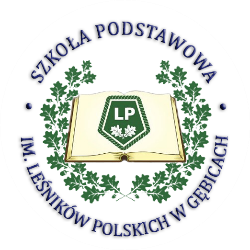 SZKOŁA PODSTAWOWA
LP
IM. LEŚNIKÓW POLSKICH W GĘBICACH